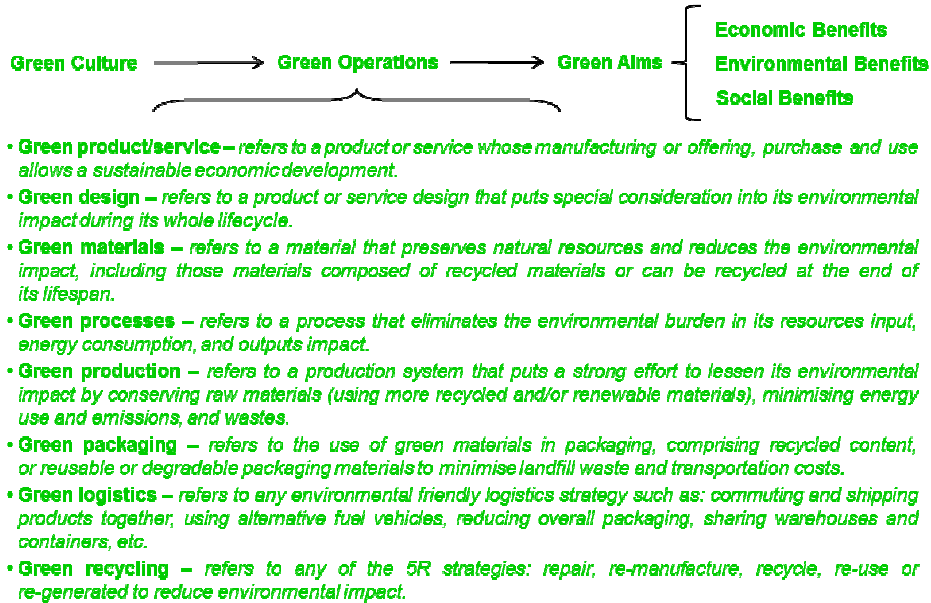 Economic Benefits
Green Culture Green Operations Green Aims Environmental Benefits
Social Benefits
• Green product/service – refers to a product or service whose manufacturing or offering, purchase and use
allows a sustainable economic development.
• Green design – refers to a product or service design that puts special consideration into its environmental
impact during its whole lifecycle.
• Green materials – refers to a material that preserves natural resources and reduces the environmental
impact, including those materials composed of recycled materials or can be recycled at the end of
its lifespan.
• Green processes – refers to a process that eliminates the environmental burden in its resources input,
energy consumption, and outputs impact.
• Green production – refers to a production system that puts a strong effort to lessen its environmental
impact by conserving raw materials (using more recycled and/or renewable materials), minimising energy
use and emissions, and wastes.
• Green packaging – refers to the use of green materials in packaging, comprising recycled content,
or reusable or degradable packaging materials to minimise landfill waste and transportation costs.
• Green logistics – refers to any environmental friendly logistics strategy such as: commuting and shipping
products together, using alternative fuel vehicles, reducing overall packaging, sharing warehouses and
containers, etc.
• Green recycling – refers to any of the 5R strategies: repair, re-manufacture, recycle, re-use or
re-generated to reduce environmental impact.